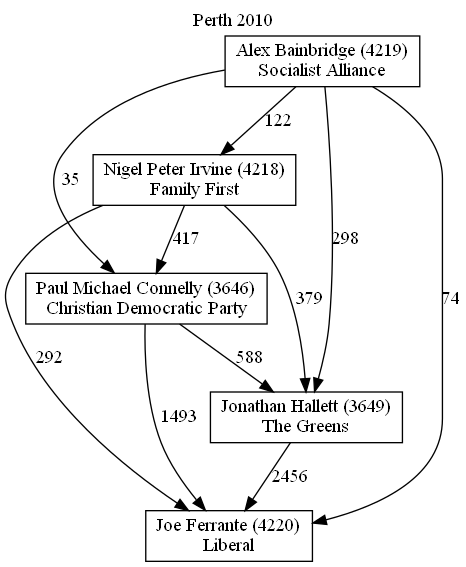 Perth 2010
Alex Bainbridge (4219)
Socialist Alliance
122
Nigel Peter Irvine (4218)
Family First
35
417
298
Paul Michael Connelly (3646)
Christian Democratic Party
379
74
292
588
Jonathan Hallett (3649)
The Greens
1493
2456
Joe Ferrante (4220)
Liberal